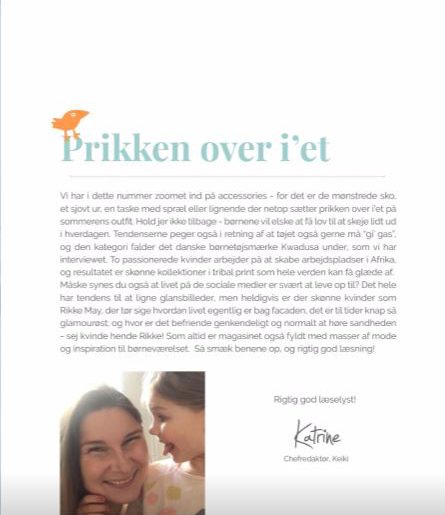 Prikken over i'et
Vi har i dette nummer zoomet ind på accessories - for det er de mønstrede sko,
et sjovt ur, en taske med spræl eller lignende der netop sætter prikken over i'et på
sommerens outfit. Hold jer ikke tilbage - børnene vil elske at få lov til at skeje lidt ud
i hverdagen. Tendenserne peger også i retning af at tøjet også gerne må "gi' gas",
og den kategori falder det danske børnetøjsmærke Kwadusa under, som vi har
interviewet. To passionerede kvinder arbejder på at skabe arbejdspladser i Afrika,
og resultatet er skønne kollektioner i tribal print som hele verden kan få glæde af.
Måske synes du også at livet på de sociale medier er svært at leve op til? Det hele
har tendens til at ligne glansbilleder, men heldigvis er der skønne kvinder som
Rikke May, der tør sige hvordan livet egentlig er bag facaden, det er til tider knap så
glamourøst, og hvor er det befriende genkendeligt og normalt at høre sandheden
- sej kvinde hende Rikke! Som altid er magasinet også fyldt med masser af mode
og inspiration til børneværelset. Så smæk benene op, og rigtig god læsning!
Rigtig god læselyst!
Katrine
Chefredaktør, Keiki